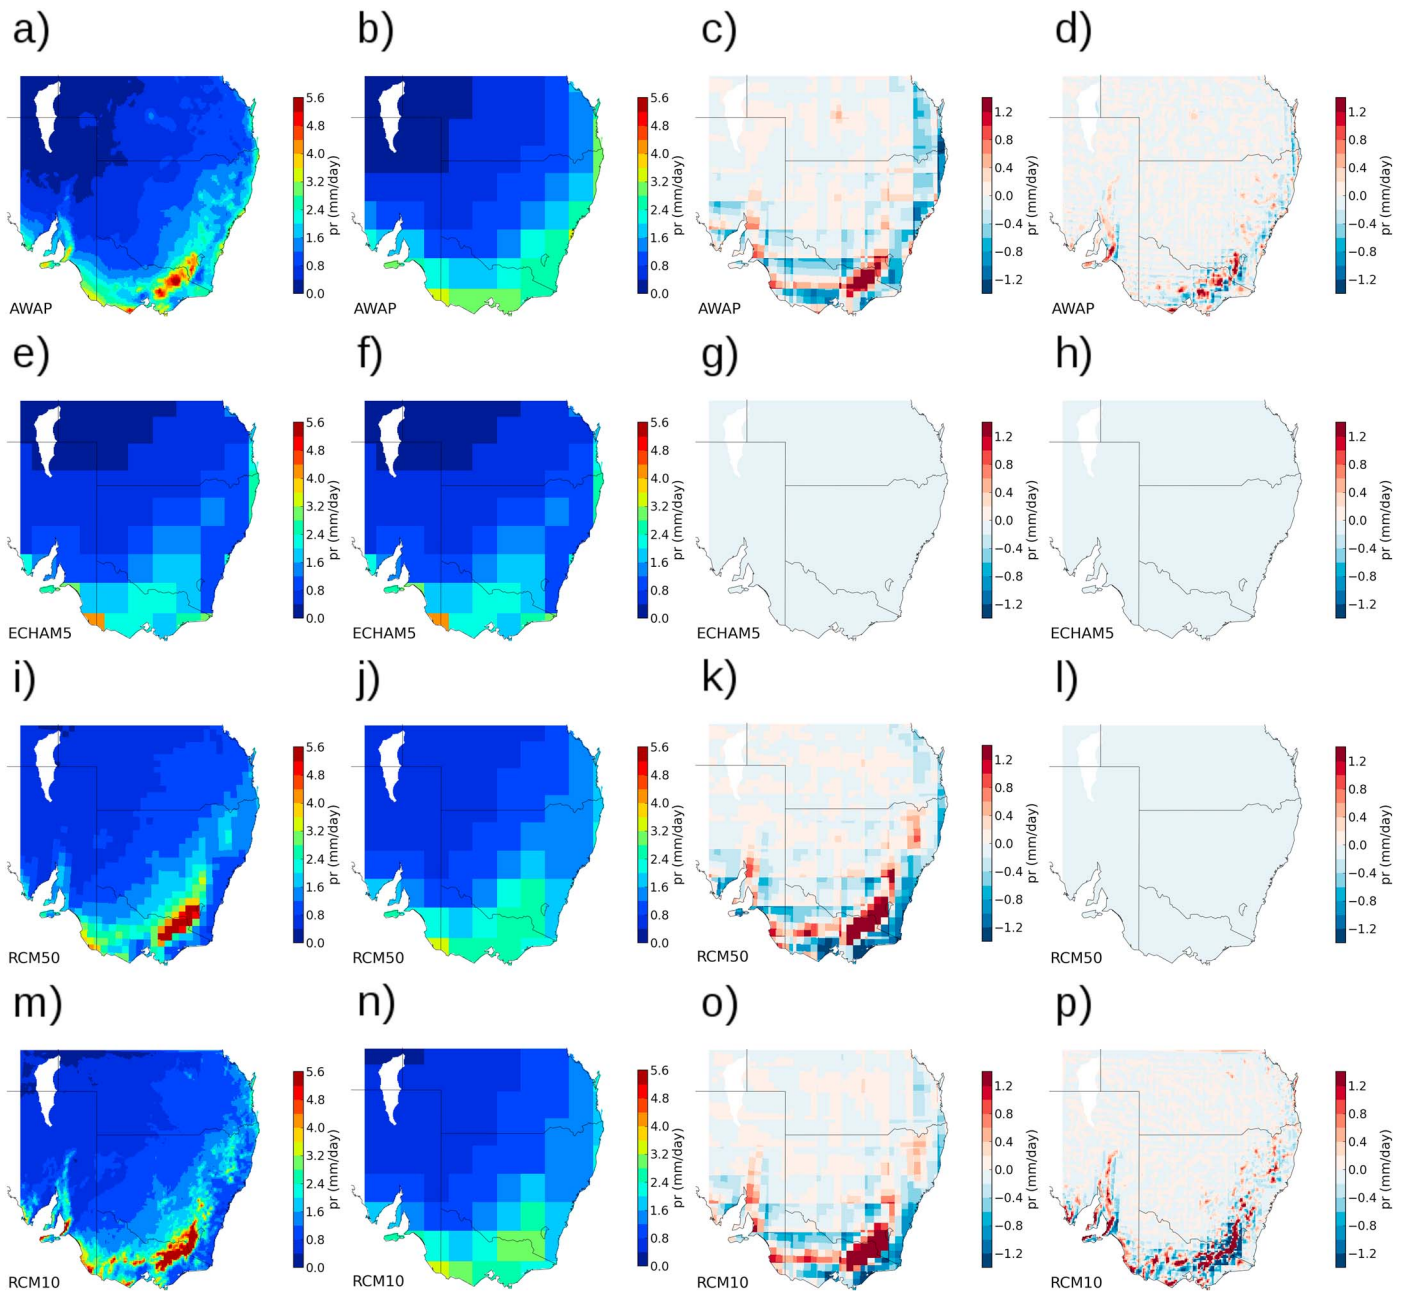 a) b) c) d)
5.6 4.8 4.0 3.2 2.4 1.6 0.8 0.0 pr (mm/day) AWAP
5.6 4.8 4.0 3.2 2.4 1.6 0.8 0.0 pr (mm/day) AWAP
1.2 0.8 0.4 0.0 −0.4 −0.8 −1.2 pr (mm/day) AWAP
1.2 0.8 0.4 0.0 −0.4 −0.8 −1.2 pr (mm/day) AWAP
e) f) g) h)
5.6 4.8 4.0 3.2 2.4 1.6 0.8 0.0 pr (mm/day) ECHAM5
5.6 4.8 4.0 3.2 2.4 1.6 0.8 0.0 pr (mm/day) ECHAM5
1.2 0.8 0.4 0.0 −0.4 −0.8 −1.2 pr (mm/day) ECHAM5
1.2 0.8 0.4 0.0 −0.4 −0.8 −1.2 pr (mm/day) ECHAM5
i) j) k) l)
5.6 4.8 4.0 3.2 2.4 1.6 0.8 0.0 pr (mm/day) RCM50
5.6 4.8 4.0 3.2 2.4 1.6 0.8 0.0 pr (mm/day) RCM50
1.2 0.8 0.4 0.0 −0.4 −0.8 −1.2 pr (mm/day) RCM50
1.2 0.8 0.4 0.0 −0.4 −0.8 −1.2 pr (mm/day) RCM50
m) n) o) p)
5.6 4.8 4.0 3.2 2.4 1.6 0.8 0.0 pr (mm/day) RCM10
5.6 4.8 4.0 3.2 2.4 1.6 0.8 0.0 pr (mm/day) RCM10
1.2 0.8 0.4 0.0 −0.4 −0.8 −1.2 pr (mm/day) RCM10
1.2 0.8 0.4 0.0 −0.4 −0.8 −1.2 pr (mm/day) RCM10